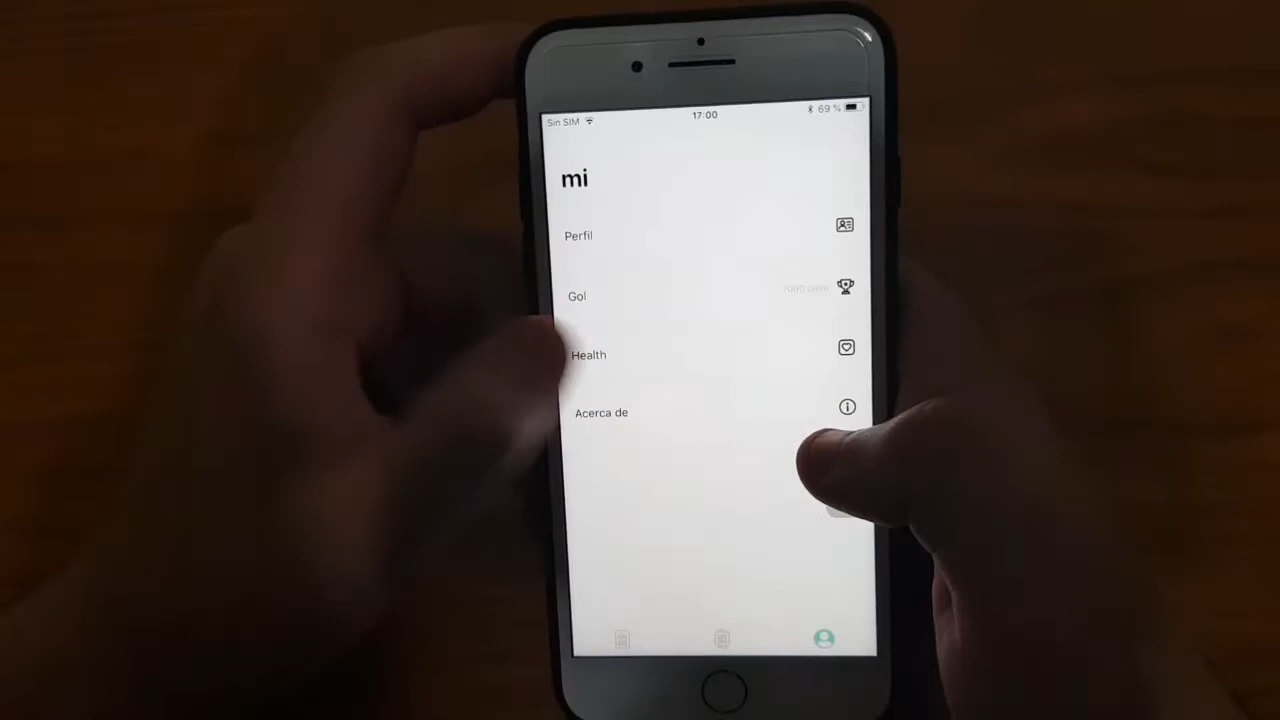 Sin SIM 17:00 69 %
mi
Perfil
Gol
Health
Acerca de